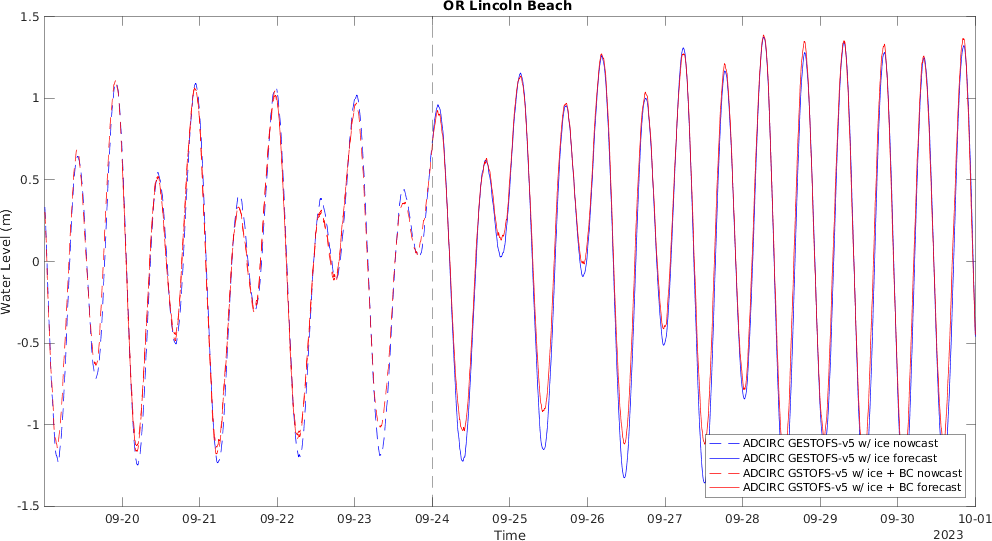 OR Lincoln Beach
1.5
1
0.5
0
-0.5
-1
-1.5
Water Level (m)
ADCIRC GESTOFS-v5 w/ ice nowcast
ADCIRC GESTOFS-v5 w/ ice forecast
ADCIRC GSTOFS-v5 w/ ice + BC nowcast
ADCIRC GSTOFS-v5 w/ ice + BC forecast
09-20 09-21 09-22 09-23 09-24 09-25 09-26 09-27 09-28 09-29 09-30 10-01
Time
2023